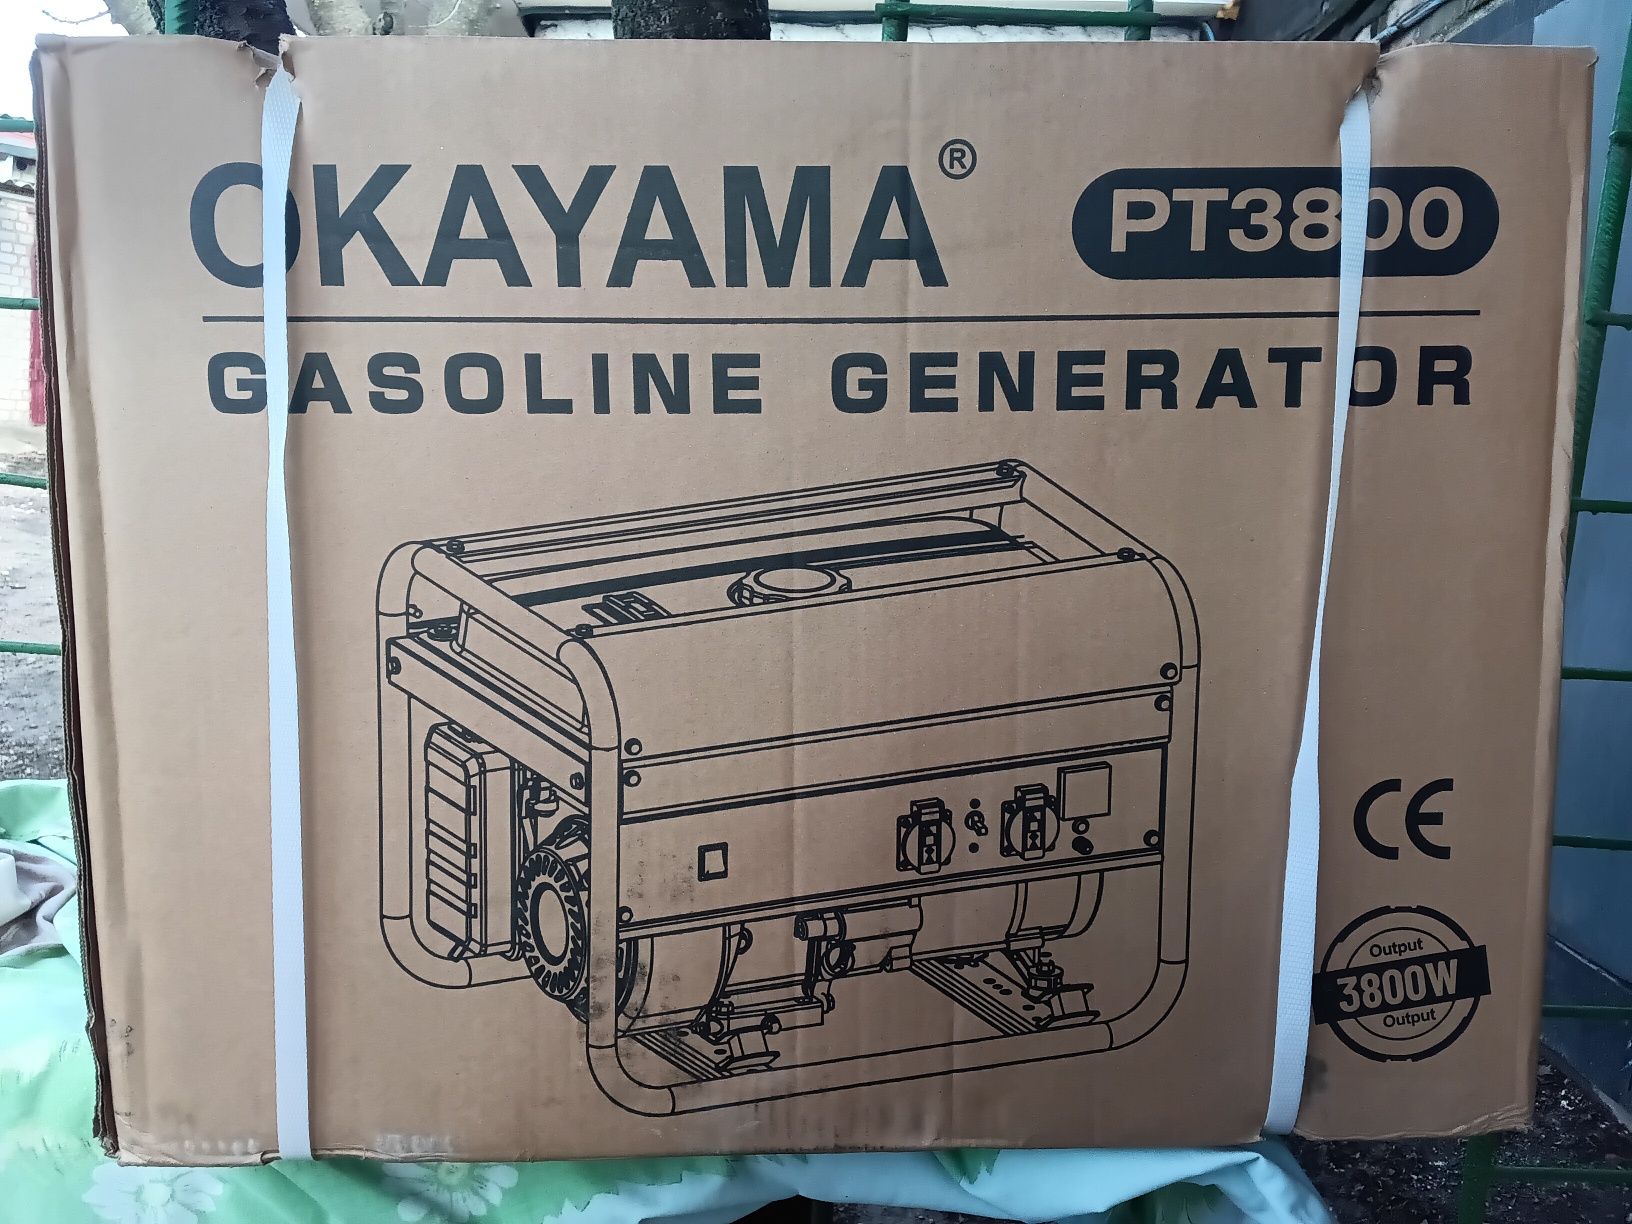 OKAYAMA®
PT3800
GASOLINE GENERATOR
CE
Output
3800W
Output